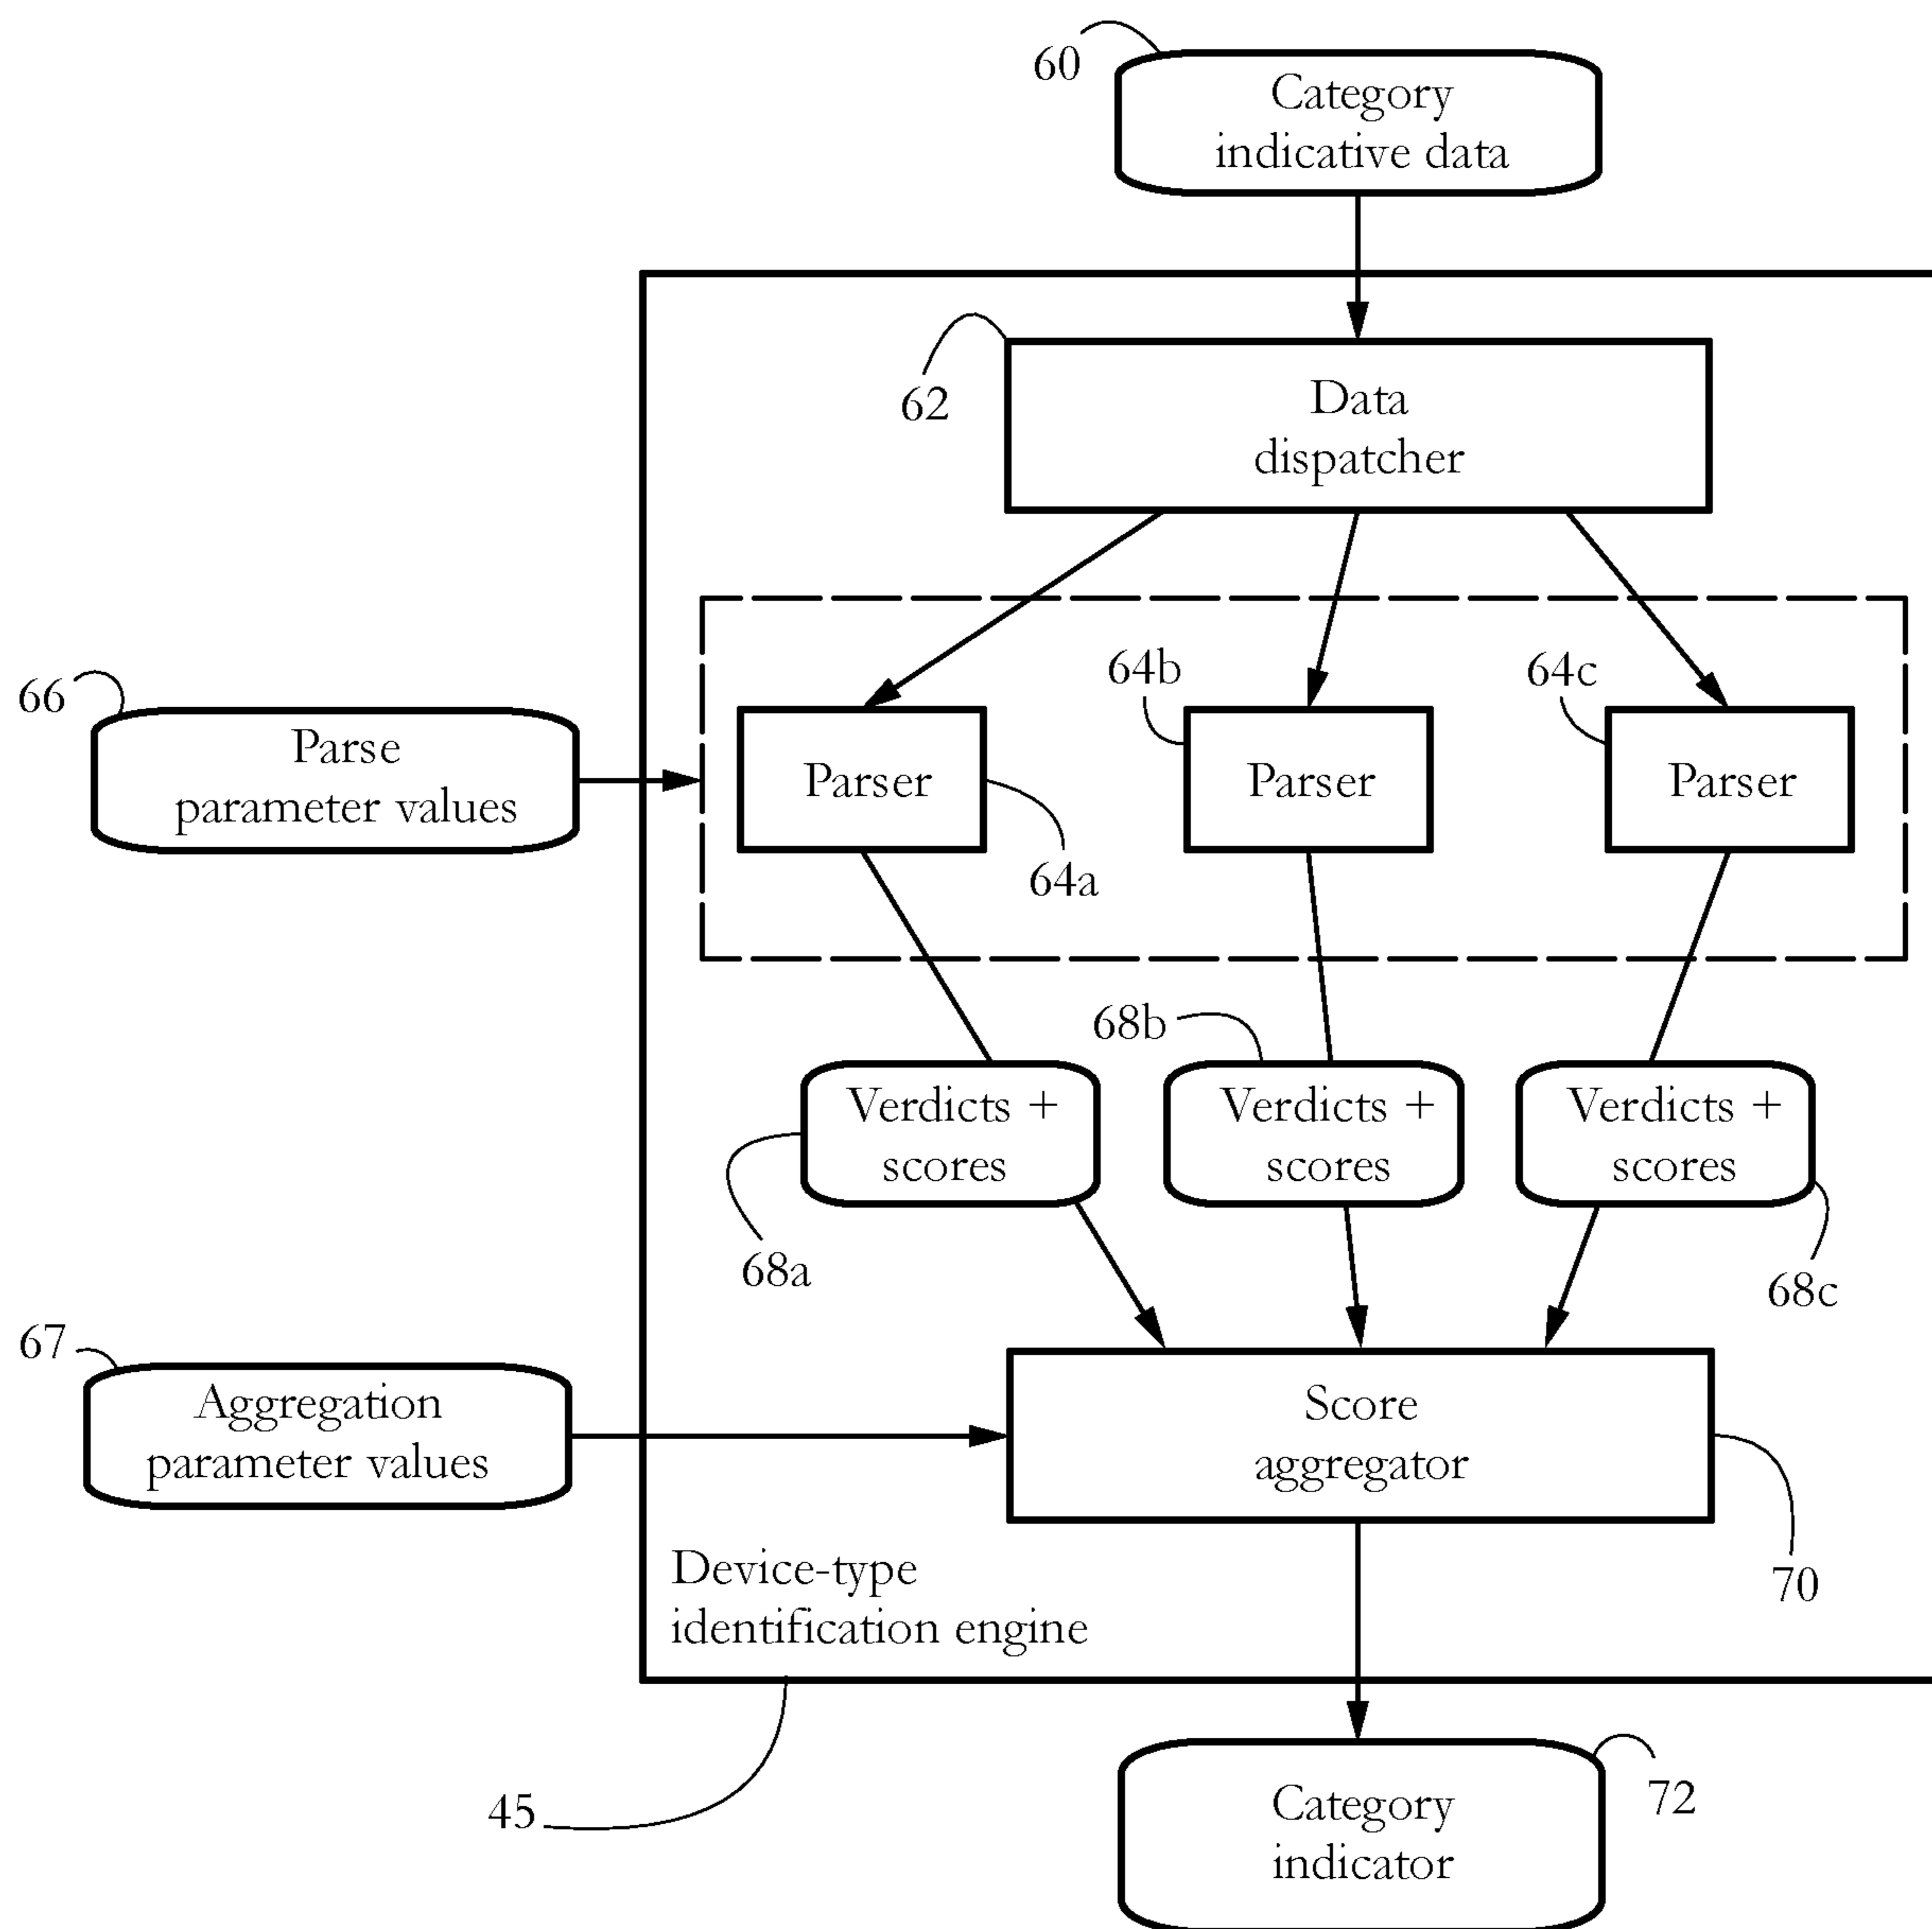 60
Category
indicative data
62
Data
dispatcher
66
Parse
parameter values
64b
64c
Parser
Parser
Parser
64a
68b
Verdicts +
scores
Verdicts +
scores
Verdicts +
scores
68a
68c
67
Aggregation
parameter values
Score
aggregator
70
Device-type
identification engine
45
Category
indicator
72